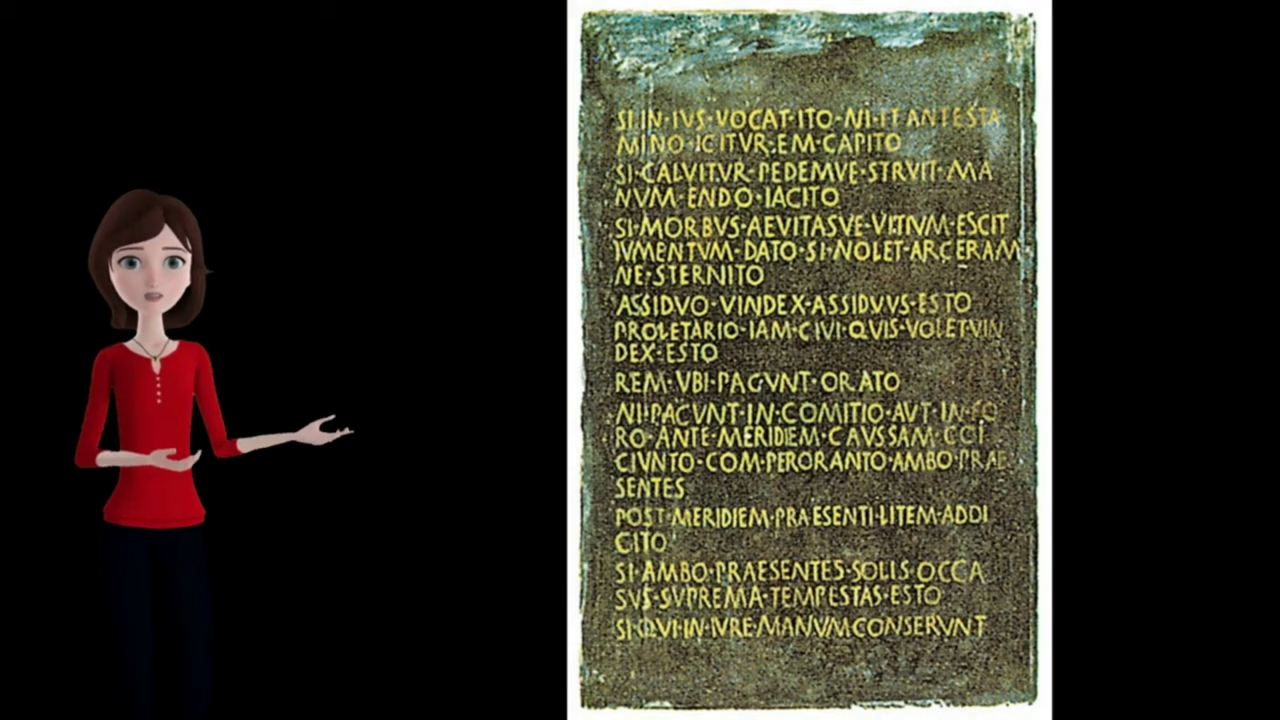 SI·IN·IVS·VOCAT·ITO·NI·IT ANTESTA
MINO·ICITVR·EM·CAPITO
SI·CALVITVR·PEDEMVE·STRVIT·MA
NVM·ENDO·IACITO
SI·MORBVS·AEVITASVE·VITIVM·ESCIT
IVMENTVM·DATO·SI·NOLET·ARCERAM
NE·STERNITO
ASSIDVO·VINDEX·ASSIDVVS·ESTO
PROLETARIO·IAM·CIVI·QVIS·VOLET·VIN
DEX·ESTO
REM·VBI·PACVNT·ORATO
NI·PACVNT·IN·COMITIO·AVT·IN·FO
RO·ANTE·MERIDIEM·CAVSSAM·COI
CIVNTO·COM·PERORANTO·AMBO·PRAE
SENTES
POST·MERIDIEM·PRAESENTI·LITEM·ADDI
CITO
SI·AMBO·PRAESENTES·SOLIS·OCCA
SVS·SVPREMA·TEMPESTAS·ESTO
SI·QVI·IN·IVRE·MANVM CONSERVNT